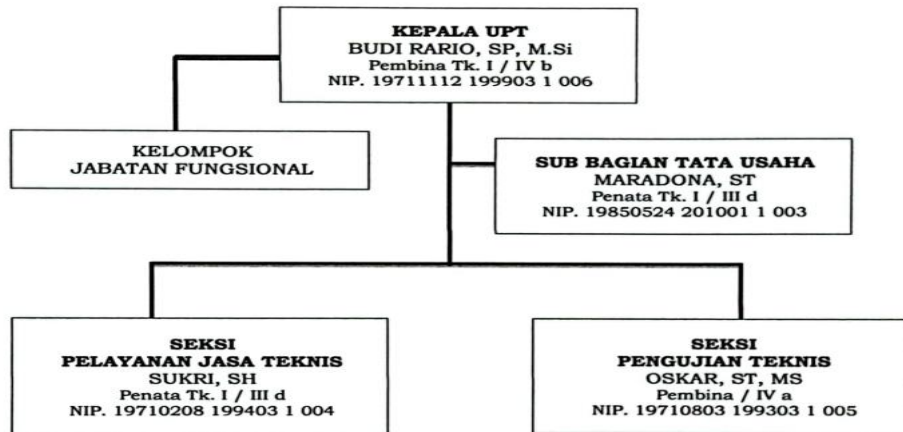 KEPALA UPT
BUDI RARIO, SP, M.Si
Pembina Tk. I / IV b
NIP. 19711112 199903 1 006
KELOMPOK
JABATAN FUNGSIONAL
SUB BAGIAN TATA USAHA
MARADONA, ST
Penata Tk. I / III d
NIP. 19850524 201001 1 003
SEKSI
PELAYANAN JASA TEKNIS
SUKRI, SH
Penata Tk. I / III d
NIP. 19710208 199403 1 004
SEKSI
PENGUJIAN TEKNIS
OSKAR, ST, MS
Pembina / IV a
NIP. 19710803 199303 1 005